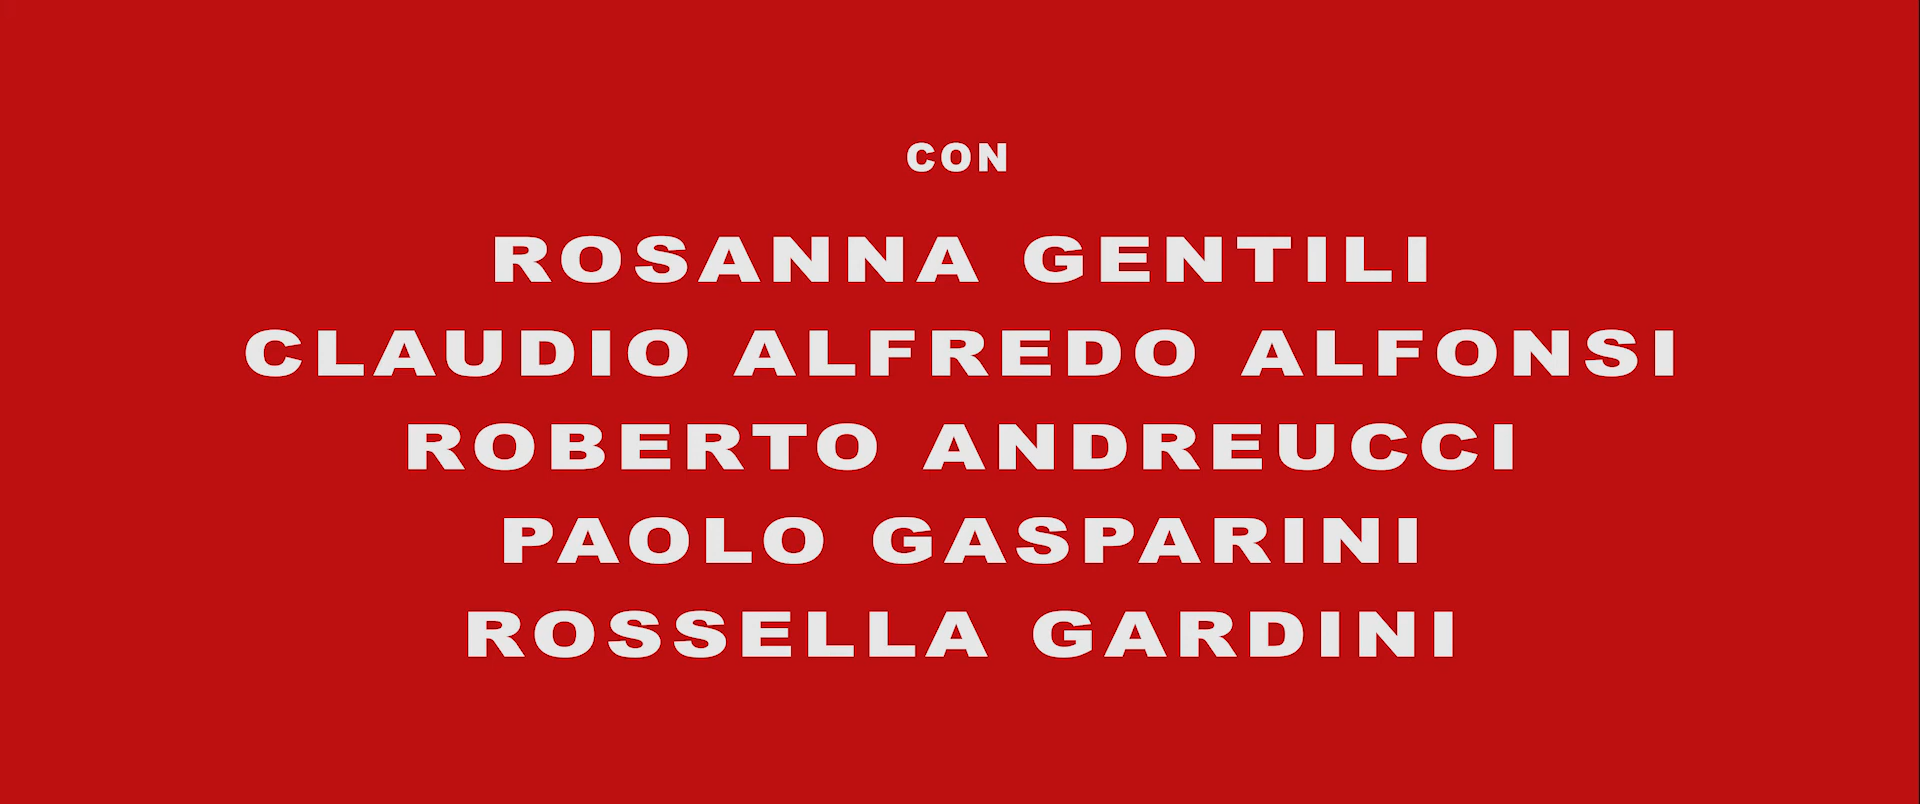 CON
ROSANNA GENTILI
CLAUDIO ALFREDO ALFONSI
ROBERTO ANDREUCCI
PAOLO GASPARINI
ROSSELLA GARDINI